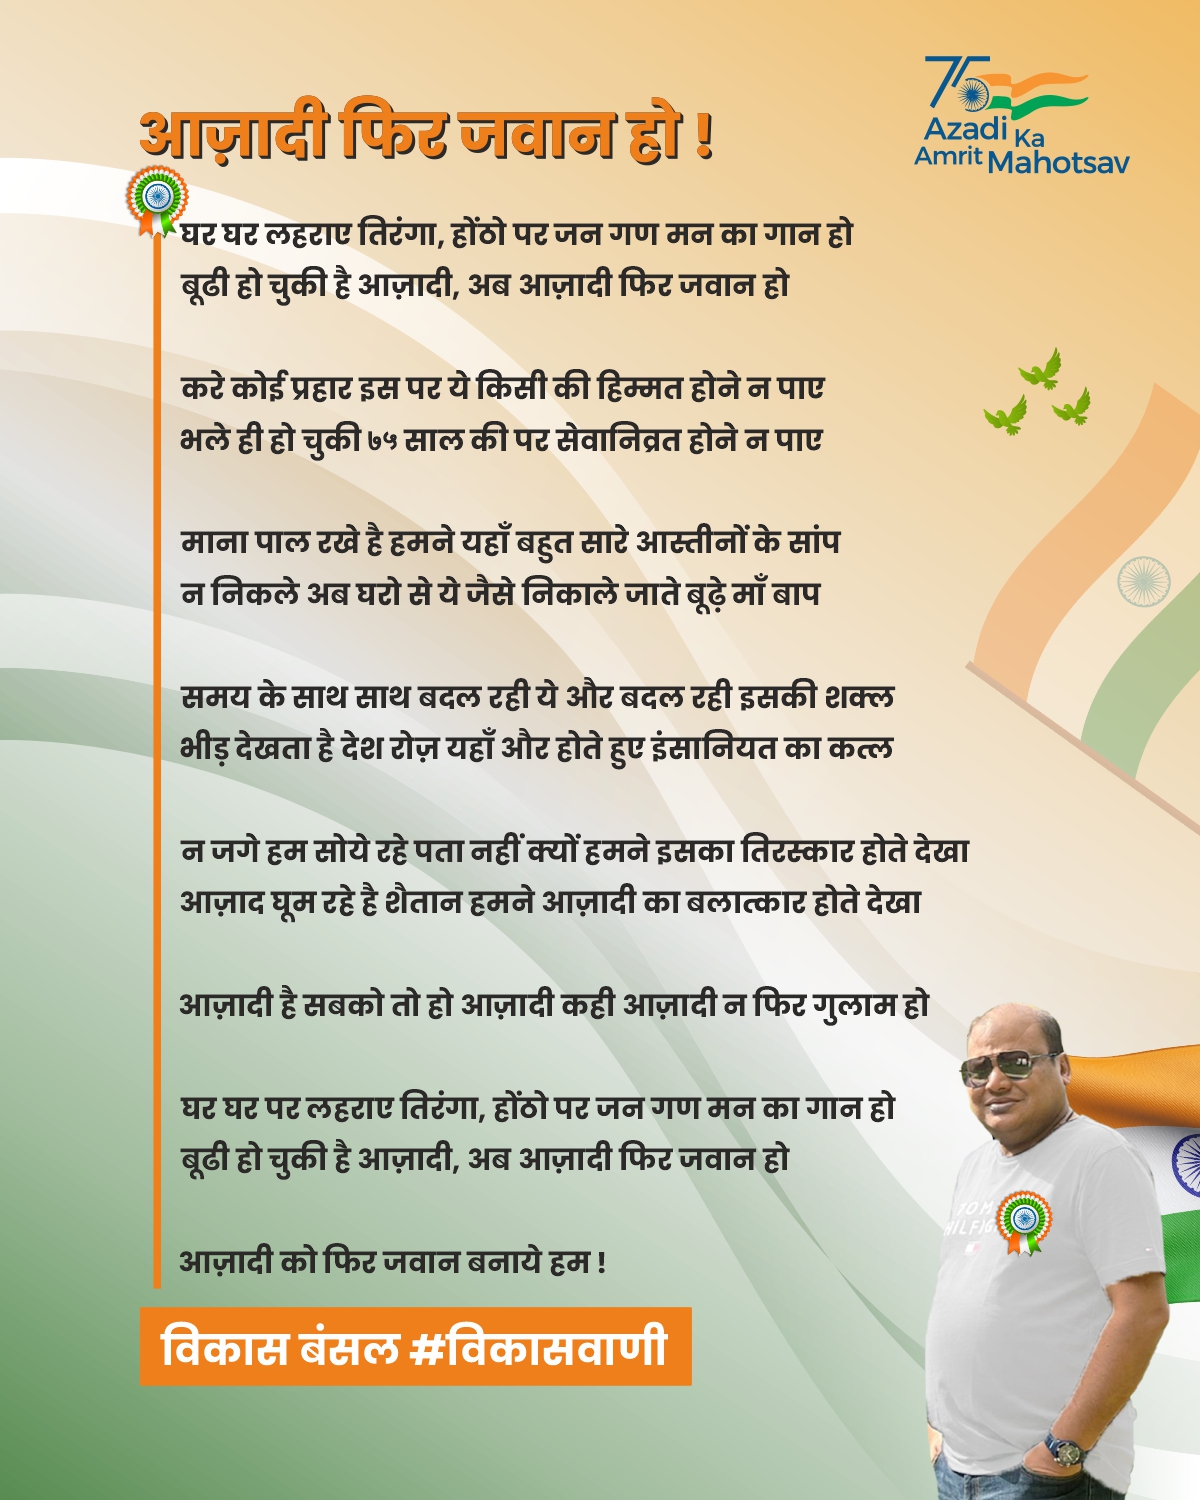 आज़ादी फिर जवान हो !
75
Azadi Ka
Amrit Mahotsav
घर घर लहराए तिरंगा, होंठो पर जन गण मन का गान हो
बूढी हो चुकी है आज़ादी, अब आज़ादी फिर जवान हो
करे कोई प्रहार इस पर ये किसी की हिम्मत होने न पाए
भले ही हो चुकी ७५ साल की पर सेवानिव्रत होने न पाए
माना पाल रखे है हमने यहाँ बहुत सारे आस्तीनों के सांप
न निकले अब घरो से ये जैसे निकाले जाते बूढ़े माँ बाप
समय के साथ साथ बदल रही ये और बदल रही इसकी शक्ल
भीड़ देखता है देश रोज़ यहाँ और होते हुए इंसानियत का कत्ल
न जगे हम सोये रहे पता नहीं क्यों हमने इसका तिरस्कार होते देखा
आज़ाद घूम रहे है शैतान हमने आज़ादी का बलात्कार होते देखा
आज़ादी है सबको तो हो आज़ादी कही आज़ादी न फिर गुलाम हो
घर घर पर लहराए तिरंगा, होंठो पर जन गण मन का गान हो
बूढी हो चुकी है आज़ादी, अब आज़ादी फिर जवान हो
आज़ादी को फिर जवान बनाये हम !
TOM
HILFIG
विकास बंसल #विकासवाणी